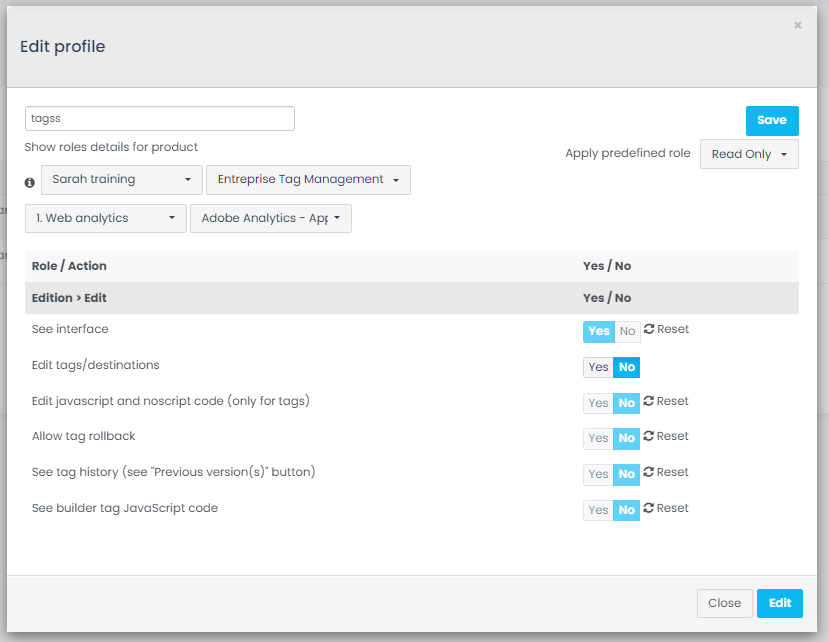 ×
Edit profile
tagss
Save
Show roles details for product
Apply predefined role
Read Only
Sarah training
Entreprise Tag Management
1. Web analytics
Adobe Analytics - App
Role / Action Yes / No
Edition > Edit Yes / No
See interface Yes No Reset
Edit tags/destinations Yes No
Edit javascript and noscript code (only for tags) Yes No Reset
Allow tag rollback Yes No Reset
See tag history (see "Previous version(s)" button) Yes No Reset
See builder tag JavaScript code Yes No Reset
Close Edit